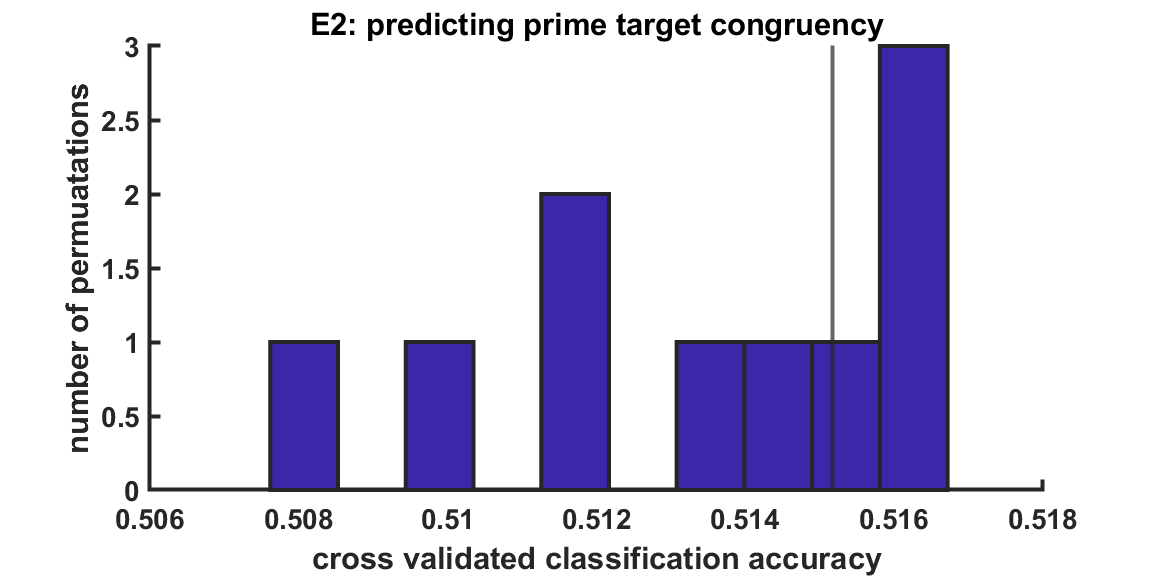 E2: predicting prime target congruency
number of permuatations
3
2.5
2
1.5
1
0.5
0
0.506 0.508 0.51 0.512 0.514 0.516 0.518
cross validated classification accuracy